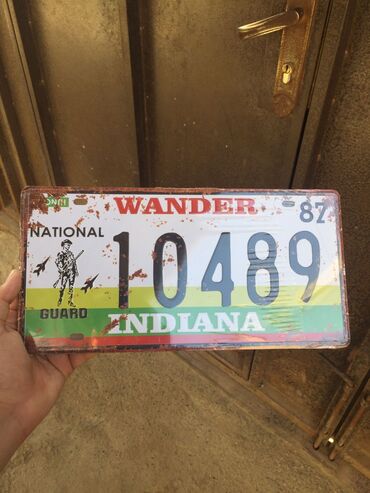 WANDER
87
NATIONAL
10489
GUARD
INDIANA